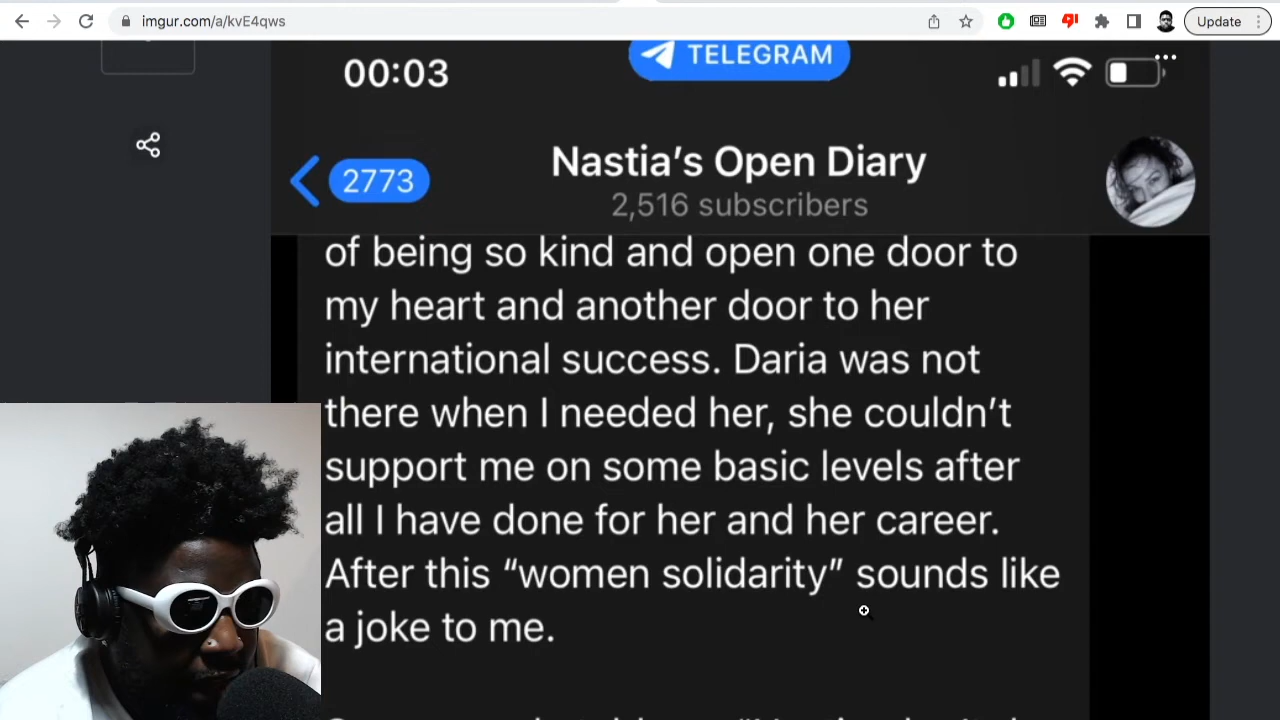 imgur.com/a/kvE4qws
Update
00:03
TELEGRAM
2773
Nastia's Open Diary
2,516 subscribers
of being so kind and open one door to
my heart and another door to her
international success. Daria was not
there when I needed her, she couldn't
support me on some basic levels after
all I have done for her and her career.
After this “women solidarity” sounds like
a joke to me.